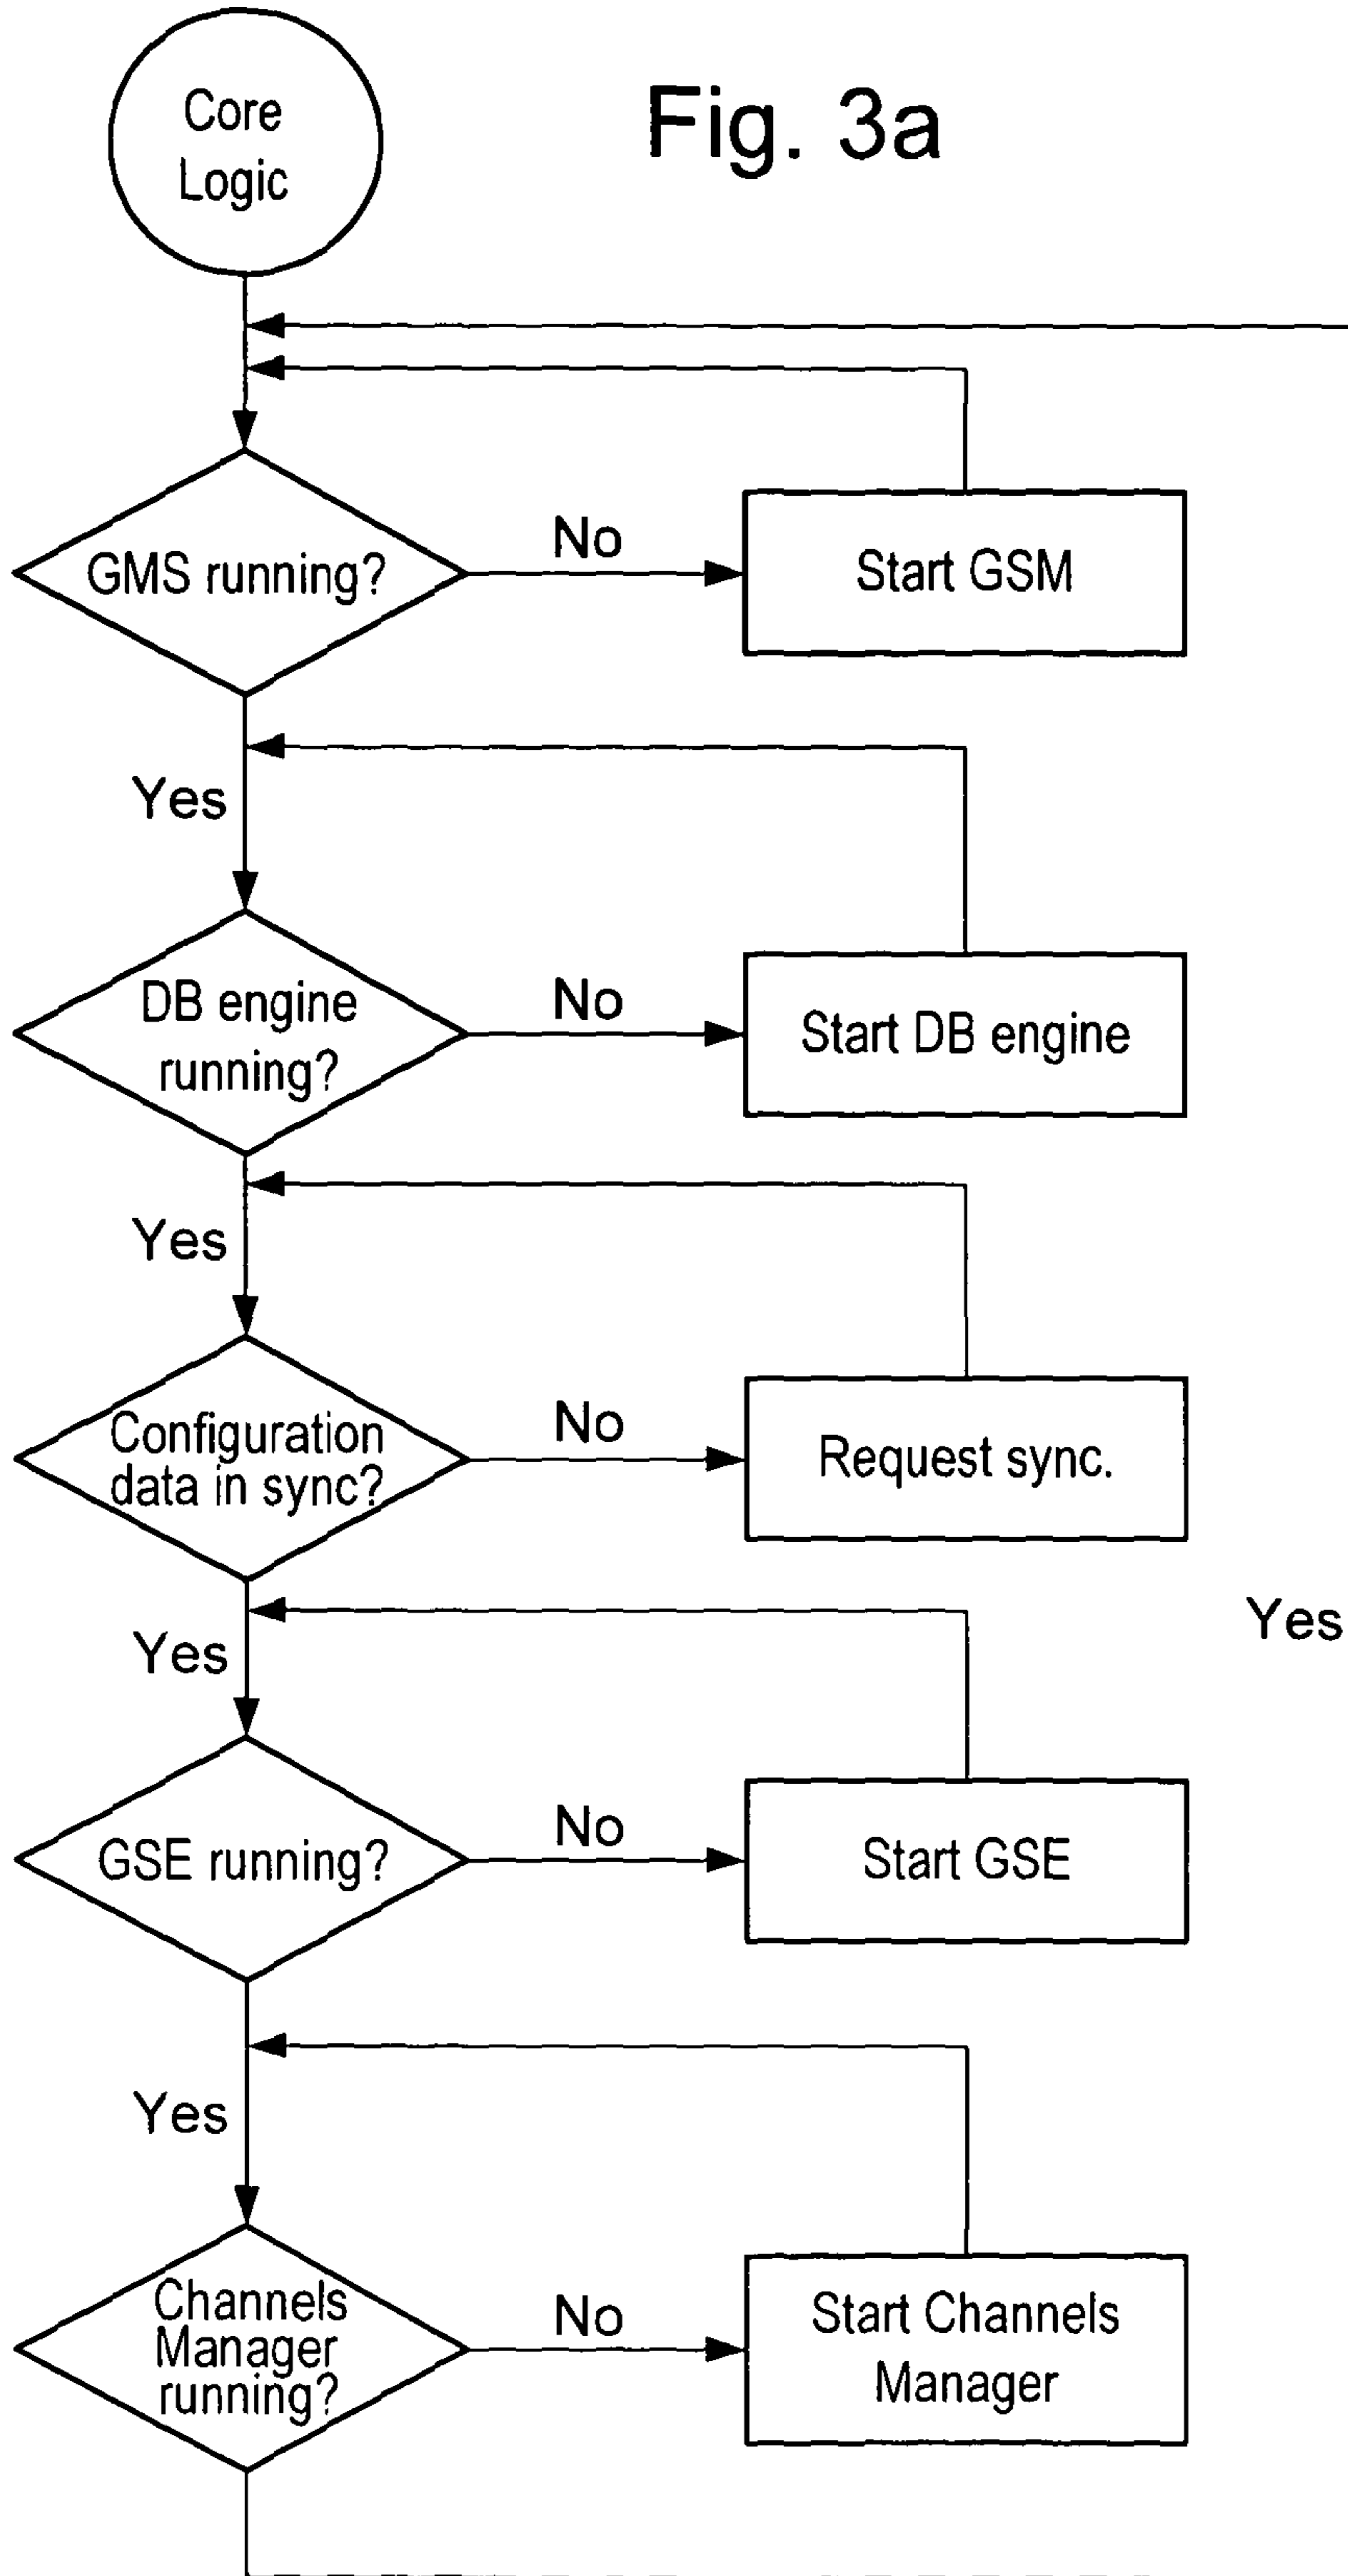 Fig. 3a
Core
Logic
GMS running?
No
Start GSM
Yes
DB engine
running?
No
Start DB engine
Yes
Configuration
data in sync?
No
Request sync.
Yes
Yes
GSE running?
No
Start GSE
Yes
Channels
Manager
running?
No
Start Channels
Manager